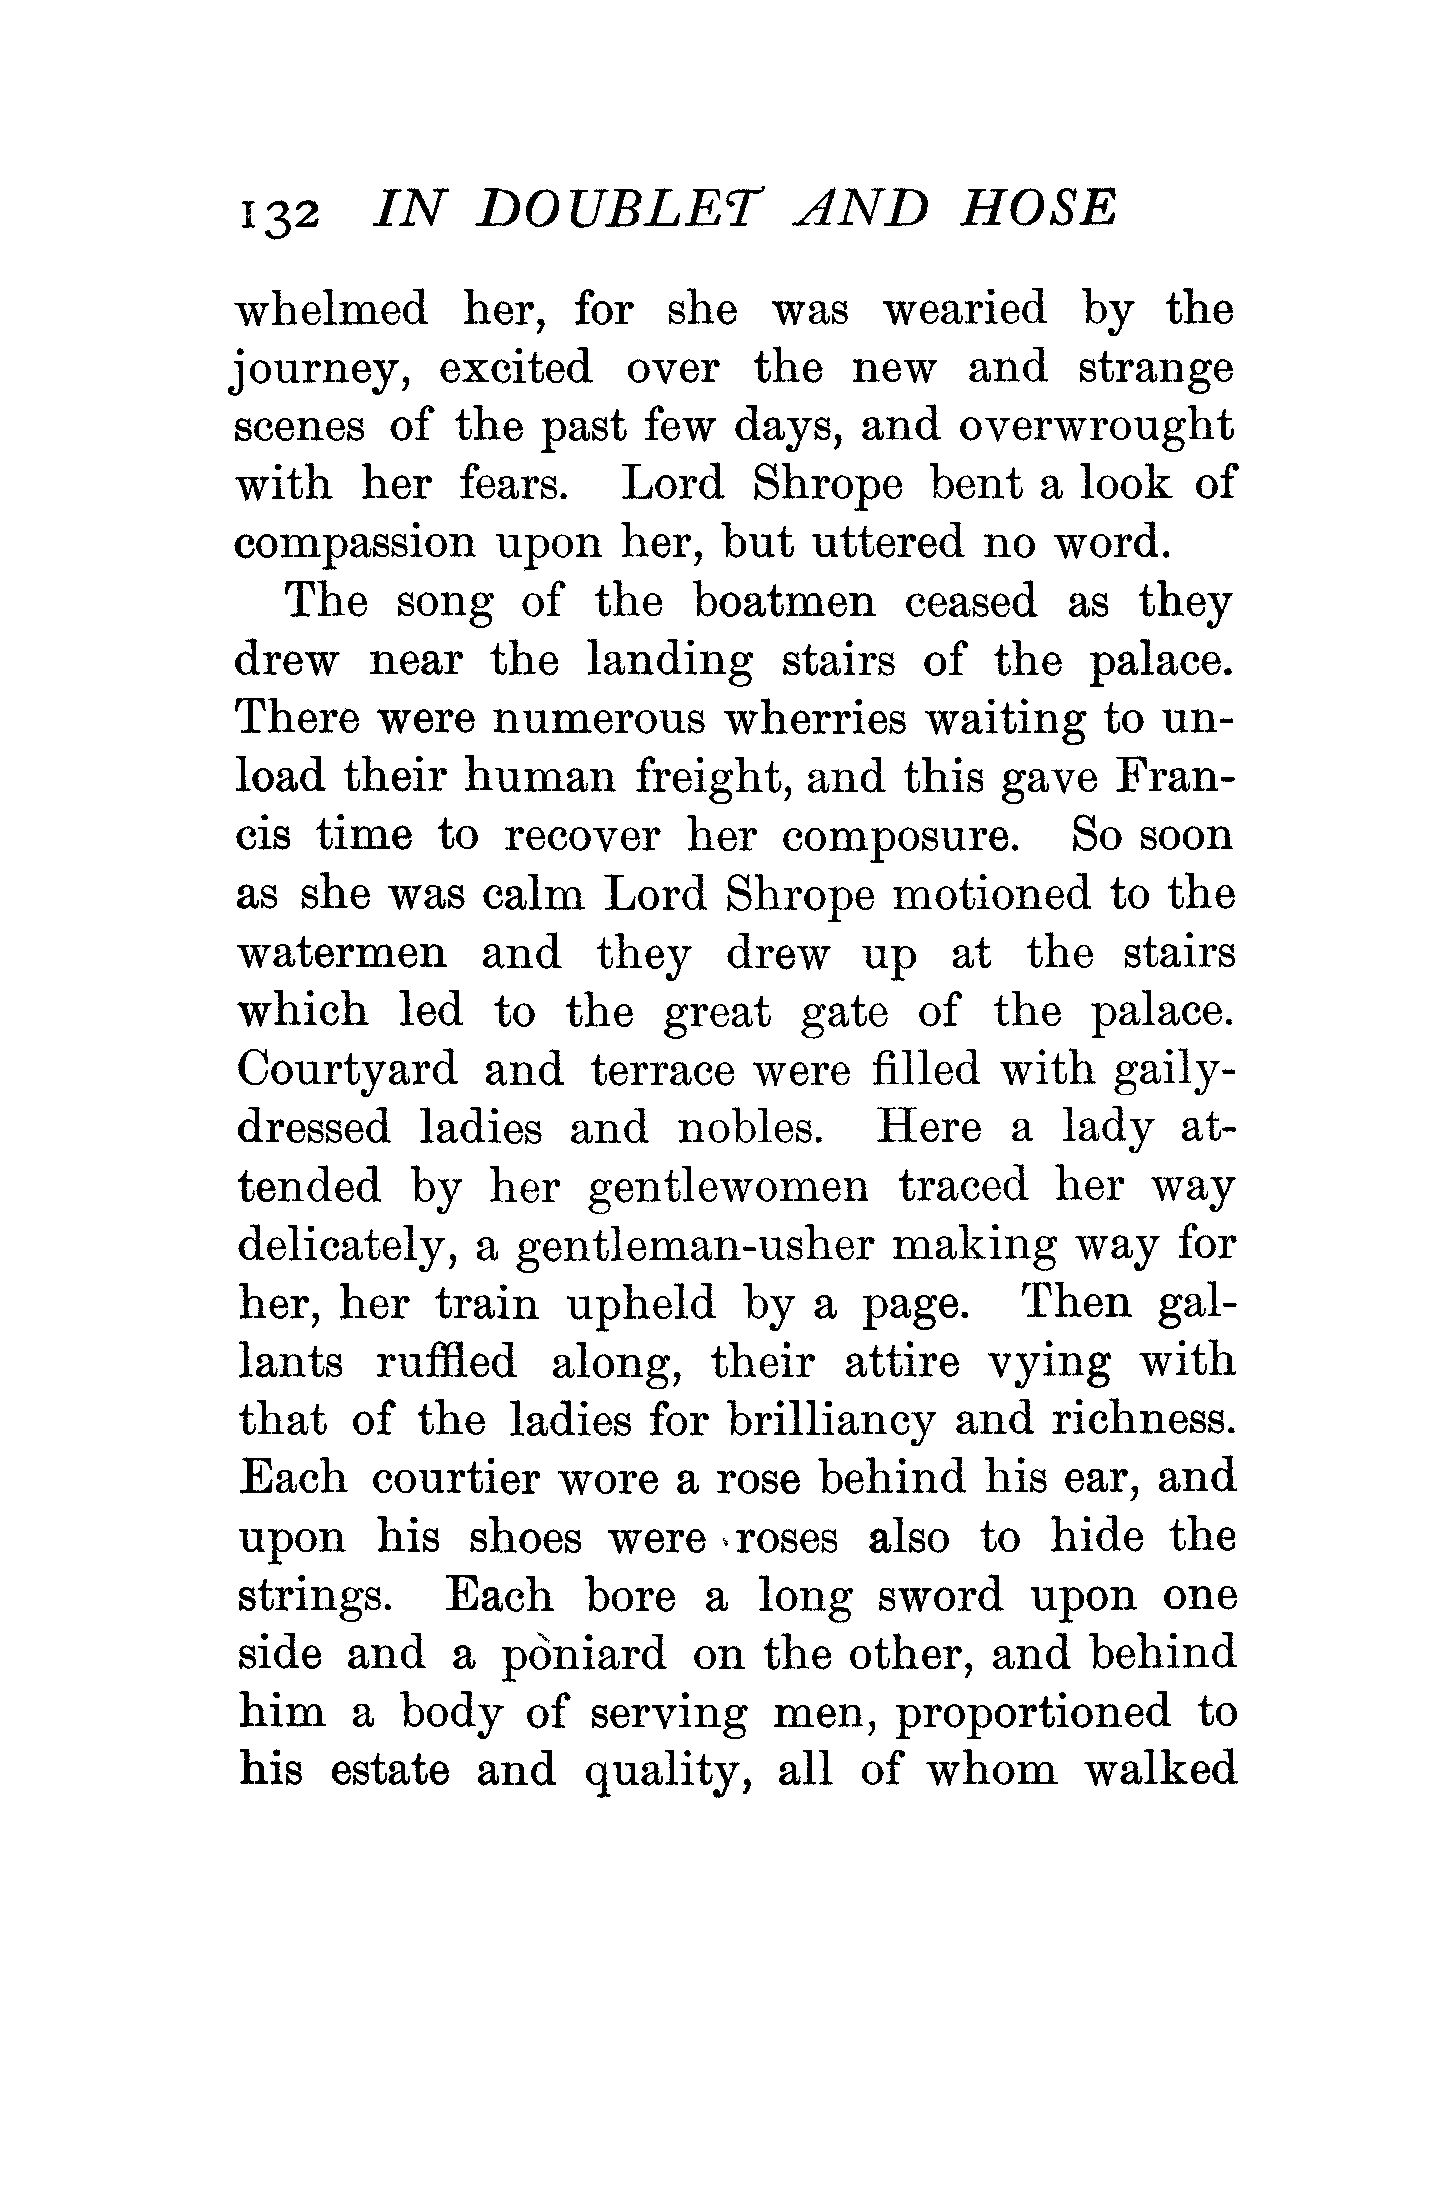 132 IN DOUBLET AND HOSE
whelmed her, for she was wearied by the
journey, excited over the new and strange
scenes of the past few days, and overwrought
with her fears. Lord Shrope bent a look of
compassion upon her, but uttered no word.
The song of the boatmen ceased as they
drew near the landing stairs of the palace.
There were numerous wherries waiting to un-
load their human freight, and this gave Fran-
cis time to recover her composure. So soon
as she was calm Lord Shrope motioned to the
watermen and they drew up at the stairs
which led to the great gate of the palace.
Courtyard and terrace were filled with gaily-
dressed ladies and nobles. Here a lady at-
tended by her gentlewomen traced her way
delicately, a gentleman-usher making way for
her, her train upheld by a page. Then gal-
lants ruffled along, their attire vying with
that of the ladies for brilliancy and richness.
Each courtier wore a rose behind his ear, and
upon his shoes were roses also to hide the
strings. Each bore a long sword upon one
side and a poniard on the other, and behind
him a body of serving men, proportioned to
his estate and quality, all of whom walked